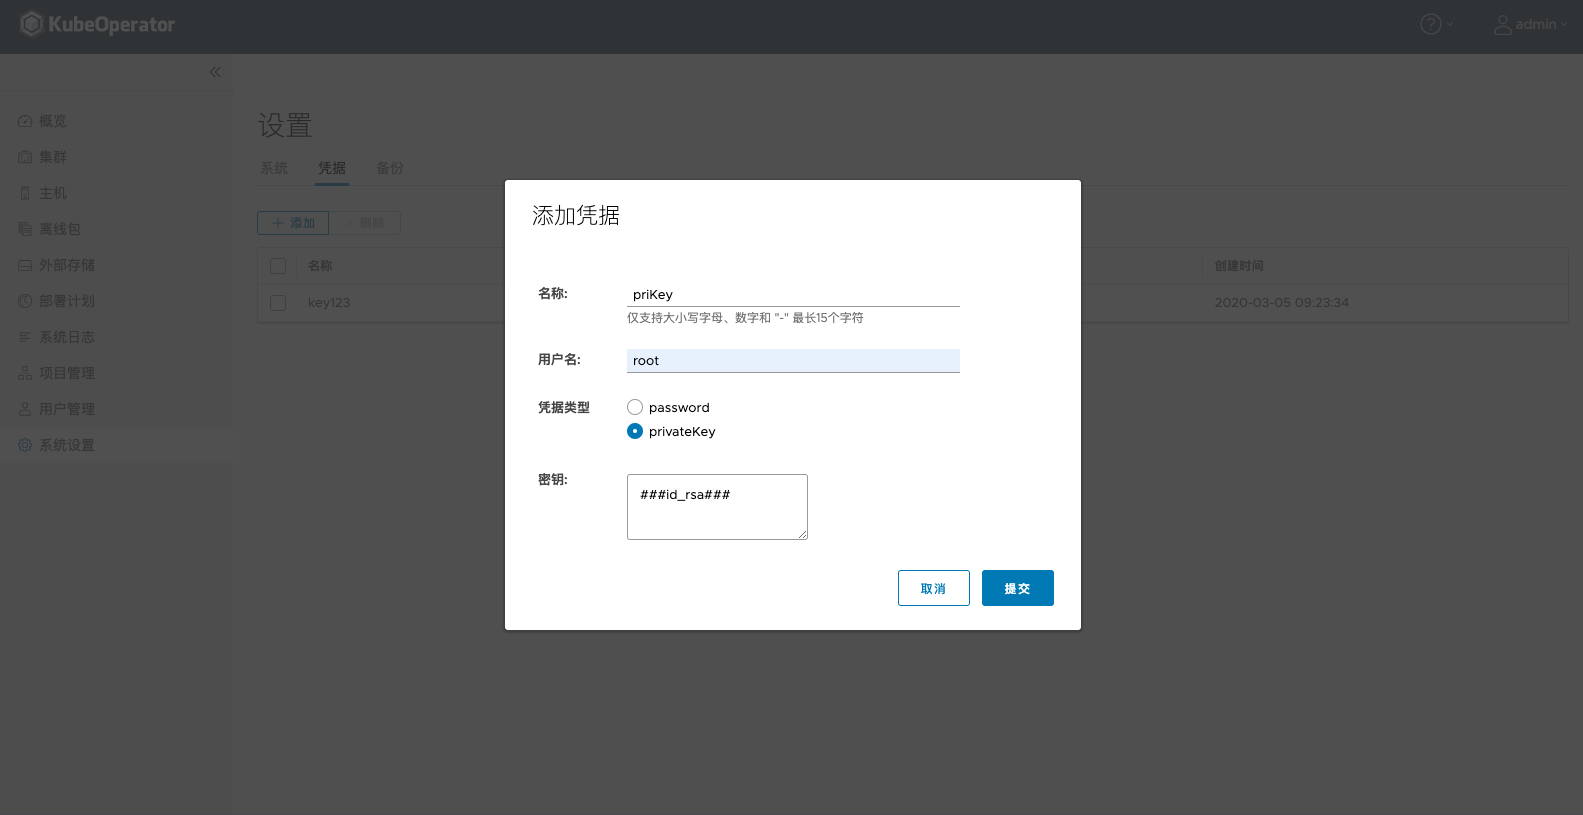 KubeOperator
admin
概览
集群
主机
离线包
外部存储
部署计划
系统日志
项目管理
用户管理
系统设置
设置
系统 凭据 备份
添加 删除
名称 创建时间
key123 2020-03-05 09:23:34
添加凭据
名称: priKey
仅支持大小写字母、数字和 "-" 最长15个字符
用户名: root
凭据类型 password
privateKey
密钥: ###id_rsa###
取消 提交